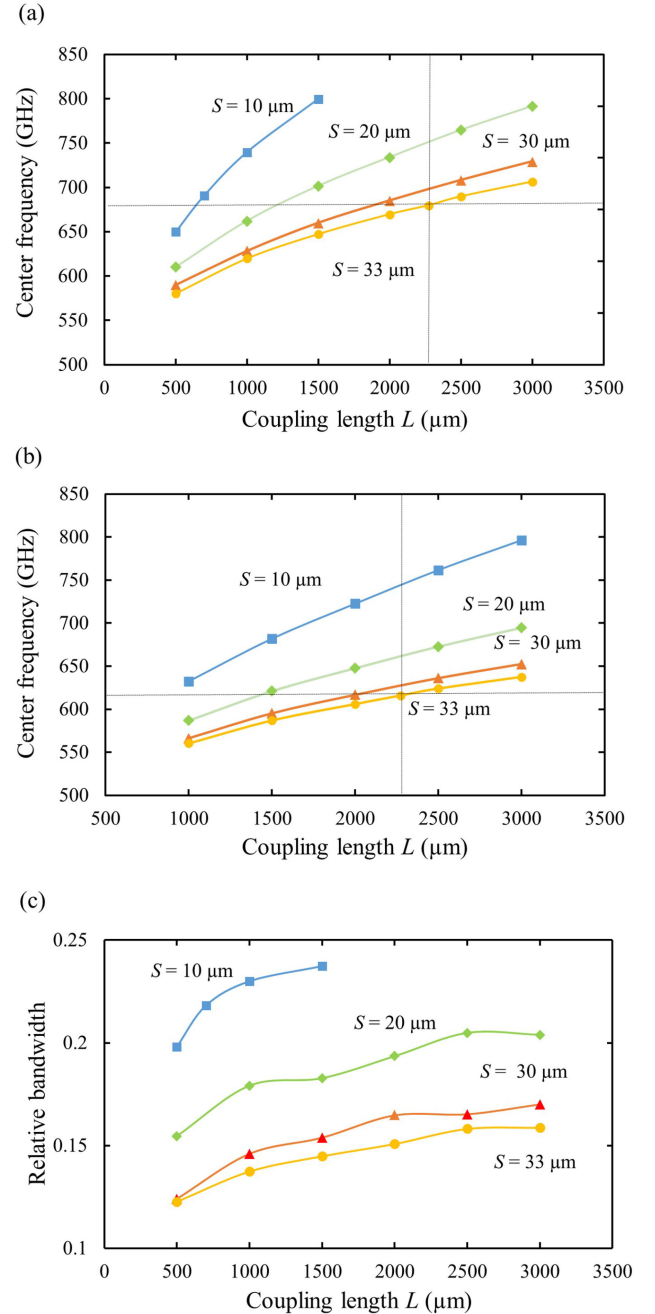 (a)
850
800
750
700
650
600
550
500
Center frequency (GHz)
S = 10 µm
S = 20 µm
S = 30 µm
S = 33 µm
0 500 1000 1500 2000 2500 3000 3500
Coupling length L (µm)
(b)
850
800
750
700
650
600
550
500
Center frequency (GHz)
S = 10 µm
S = 20 µm
S = 30 µm
S = 33 µm
500 1000 1500 2000 2500 3000 3500
Coupling length L (µm)
(c)
0.25
0.2
0.15
0.1
Relative bandwidth
S = 10 µm
S = 20 µm
S = 30 µm
S = 33 µm
0 500 1000 1500 2000 2500 3000 3500
Coupling length L (µm)